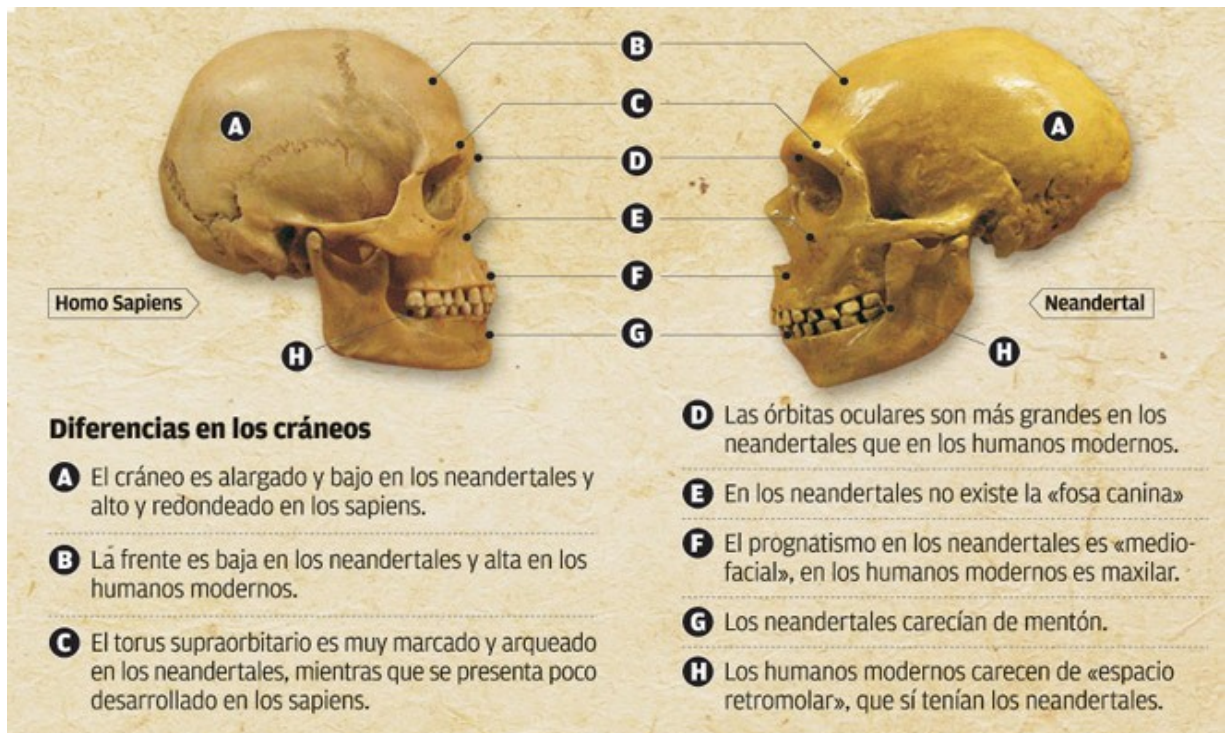 B
C
A
A
D
E
F
Homo Sapiens
Neandertal
G
H
H
Diferencias en los cráneos
A El cráneo es alargado y bajo en los neandertales y
alto y redondeado en los sapiens.
B La frente es baja en los neandertales y alta en los
humanos modernos.
C El torus supraorbitario es muy marcado y arqueado
en los neandertales, mientras que se presenta poco
desarrollado en los sapiens.
D Las órbitas oculares son más grandes en los
neandertales que en los humanos modernos.
E En los neandertales no existe la «fosa canina»
F El prognatismo en los neandertales es «medio-
facial», en los humanos modernos es maxilar.
G Los neandertales carecían de mentón.
H Los humanos modernos carecen de «espacio
retromolar», que sí tenían los neandertales.